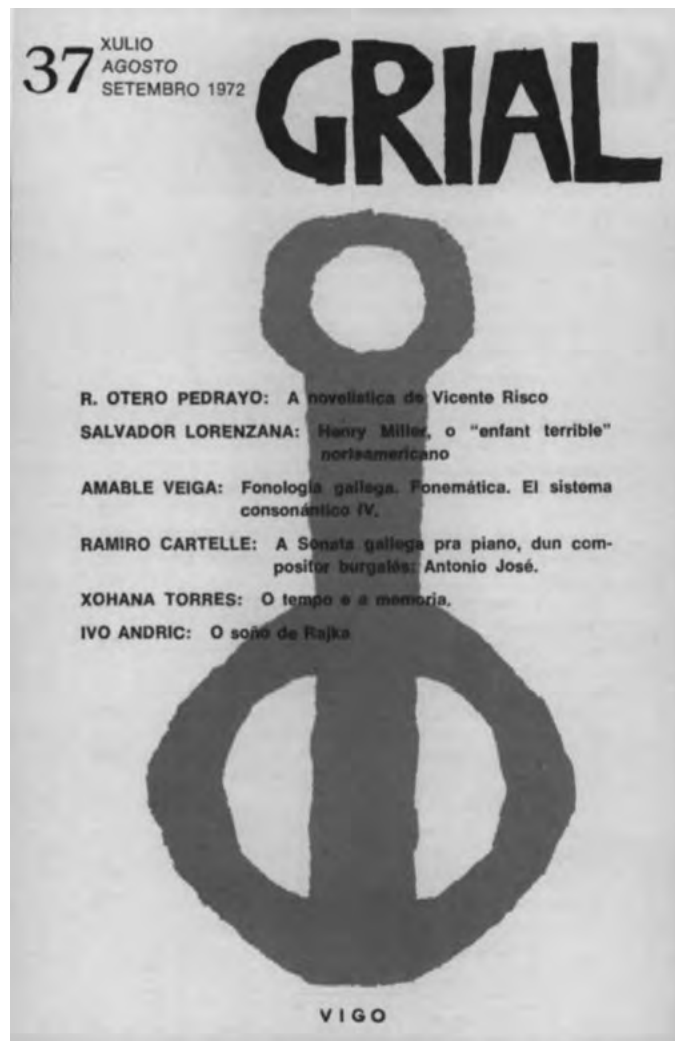 37 XULIO
AGOSTO
SETEMBRO 1972
GRIAL
R. OTERO PEDRAYO: A novelistica de Vicente Risco
SALVADOR LORENZANA: Henry Miller, o "enfant terrible"
norteamericano
AMABLE VEIGA: Fonología gallega. Fonemática. El sistema
consonántico IV.
RAMIRO CARTELLE: A Sonata gallega pra piano, dun com-
positor burgalés: Antonio José.
XOHANA TORRES: O tempo e a memoria.
IVO ANDRIC: O soño de Rajka
VIGO